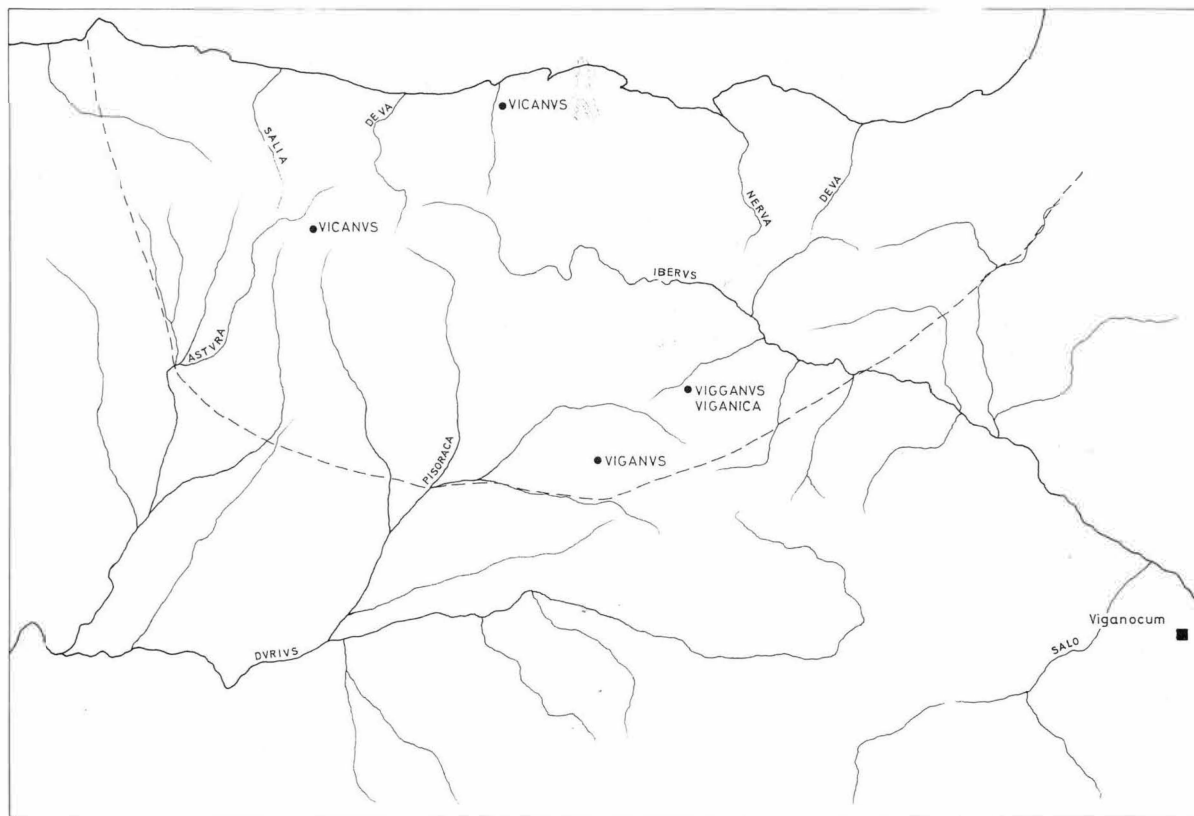 VICANVS
DEVA
SALIA
NERVA
DEVA
VICANVS
IBERVS
ASTVRA
VIGGANVS
VIGANICA
PISORACA
VIGANVS
Viganocum
SALO
DVRIVS